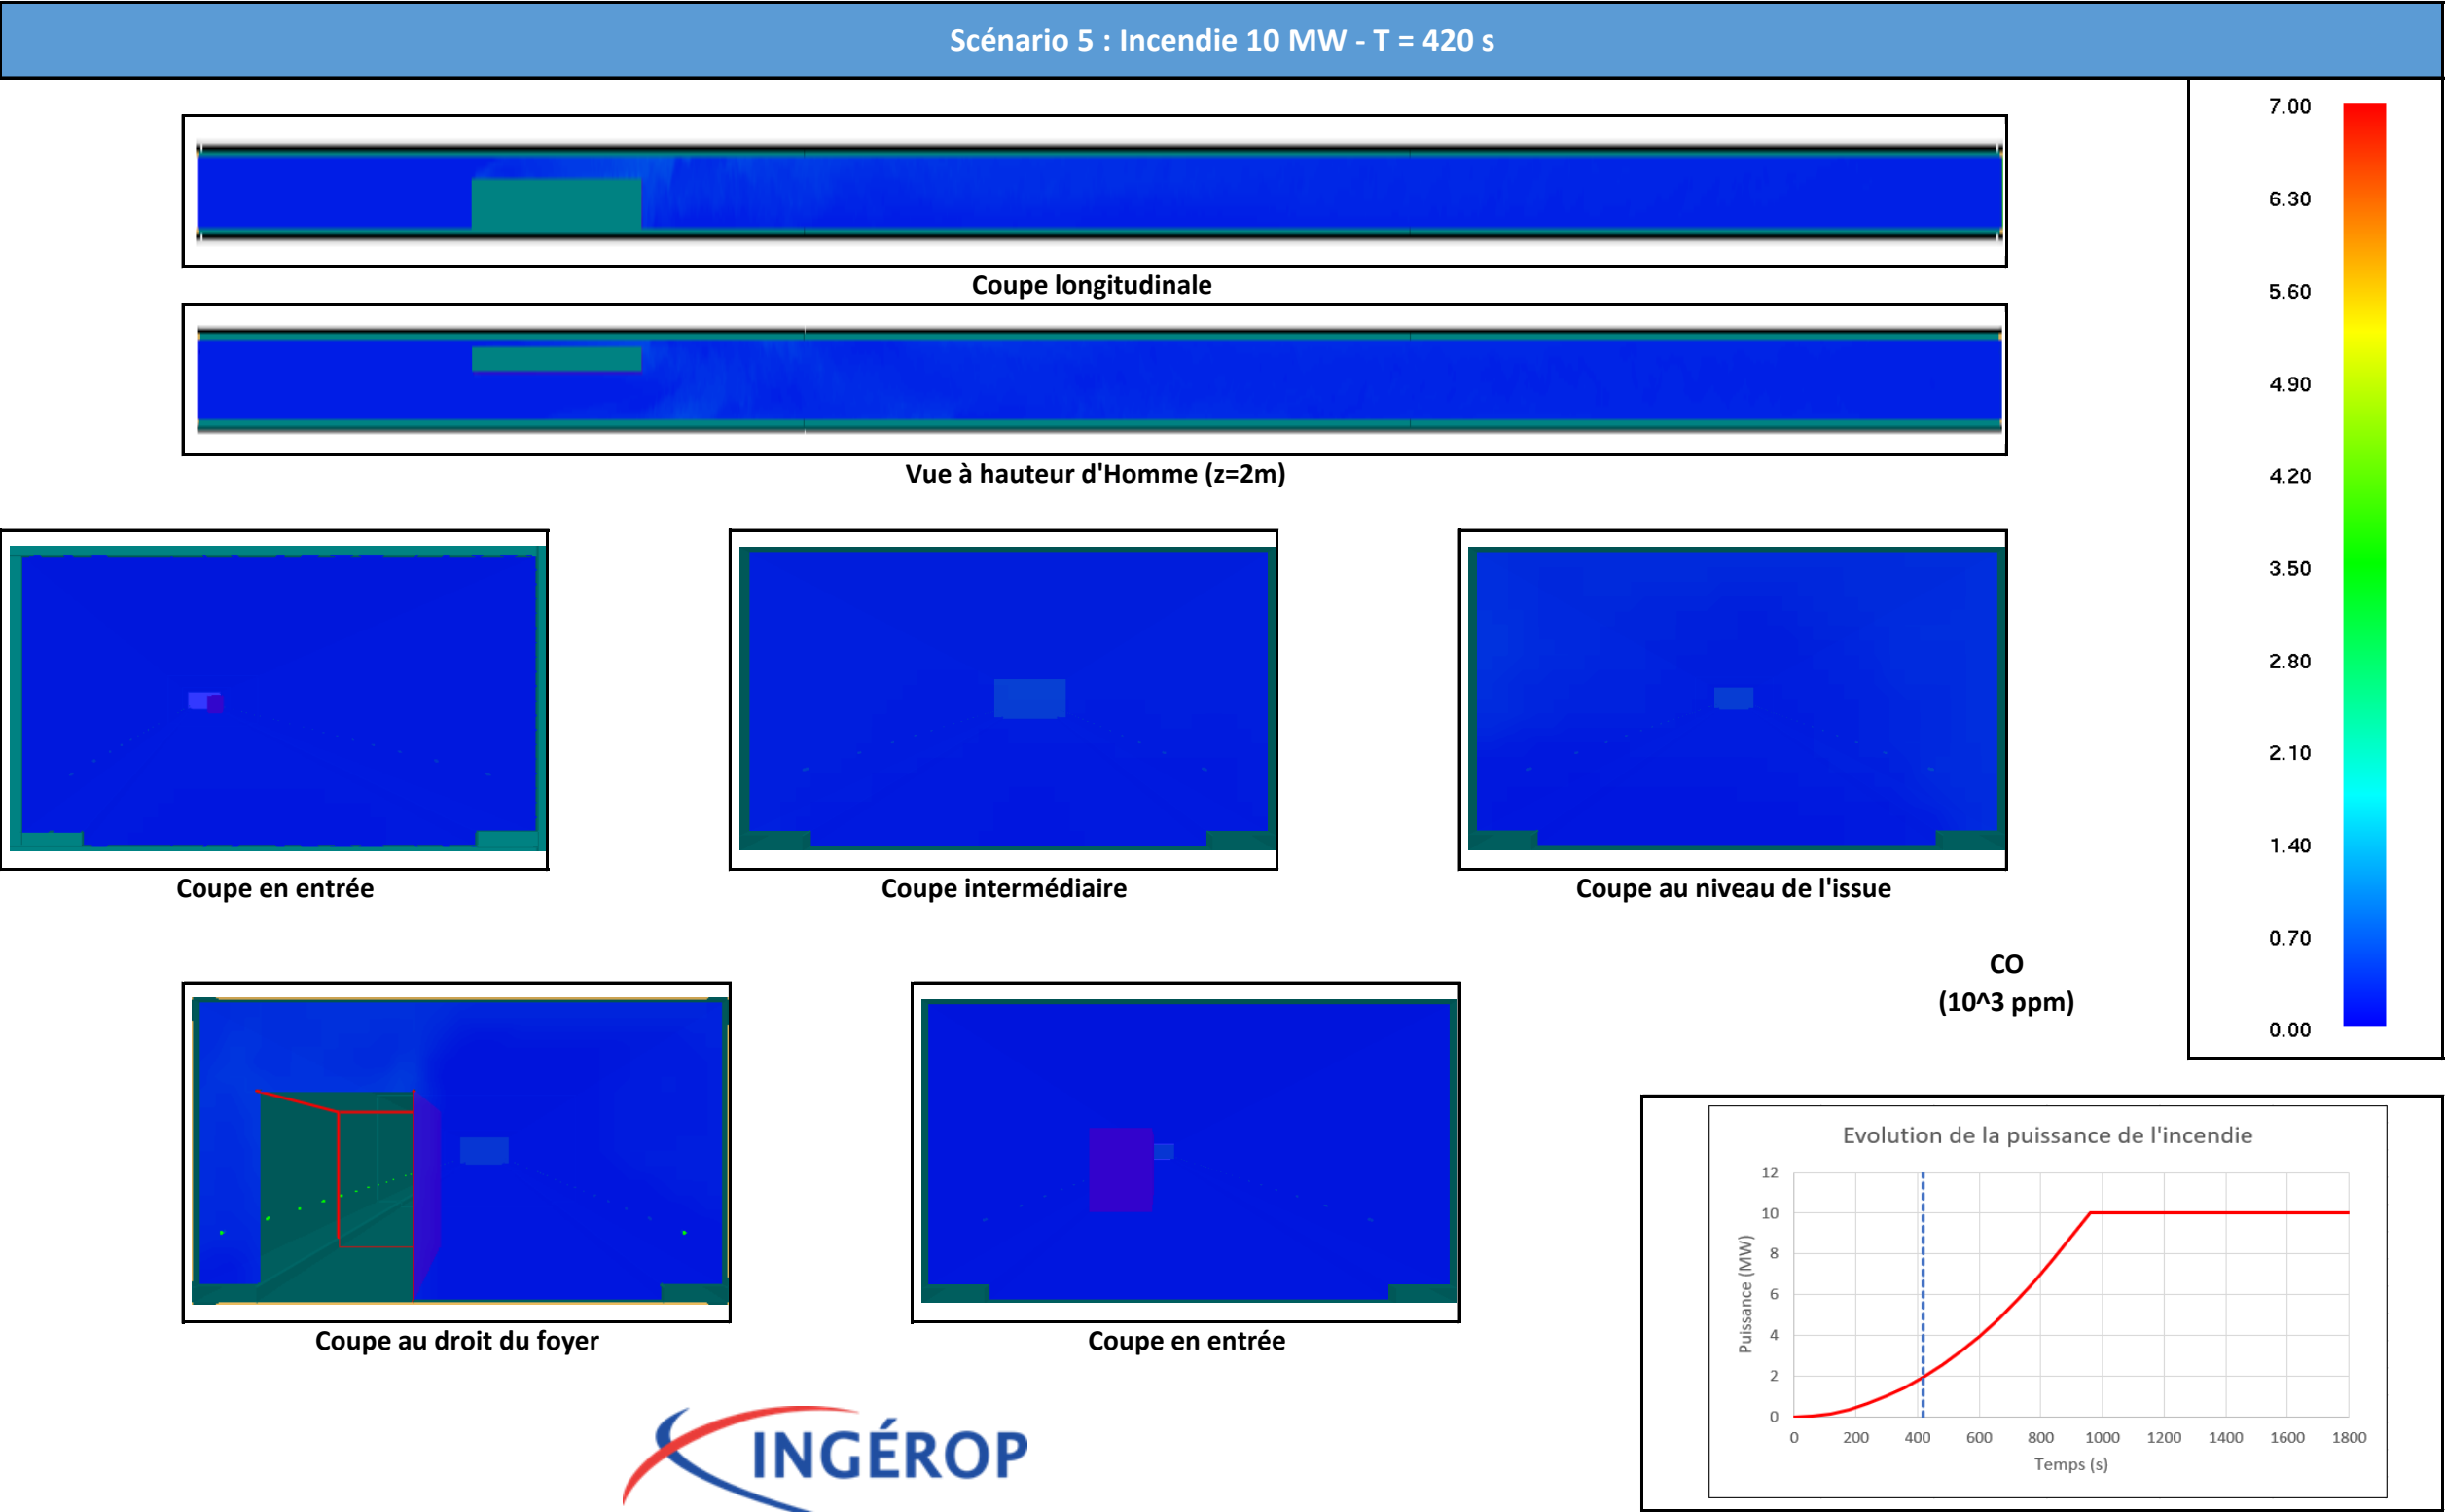 Scénario 5 : Incendie 10 MW - T = 420 s
Coupe longitudinale
Vue à hauteur d'Homme (z=2m)
Coupe en entrée
Coupe intermédiaire
Coupe au niveau de l'issue
Coupe au droit du foyer
Coupe en entrée
CO
(10^3 ppm)
7.00
6.30
5.60
4.90
4.20
3.50
2.80
2.10
1.40
0.70
0.00
Evolution de la puissance de l'incendie
Puissance (MW)
12
10
8
6
4
2
0
0 200 400 600 800 1000 1200 1400 1600 1800
Temps (s)
INGÉROP